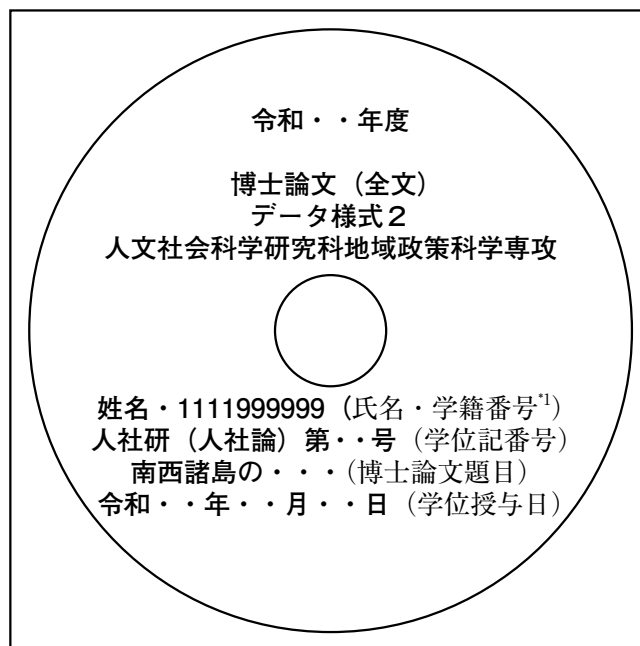 令和・・年度
博士論文（全文）
データ様式２
人文社会科学研究科地域政策科学専攻
姓名・1111999999（氏名・学籍番号*1）
人社研（人社論）第・・号（学位記番号）
南西諸島の・・・（博士論文題目）
令和・・年・・月・・日（学位授与日）